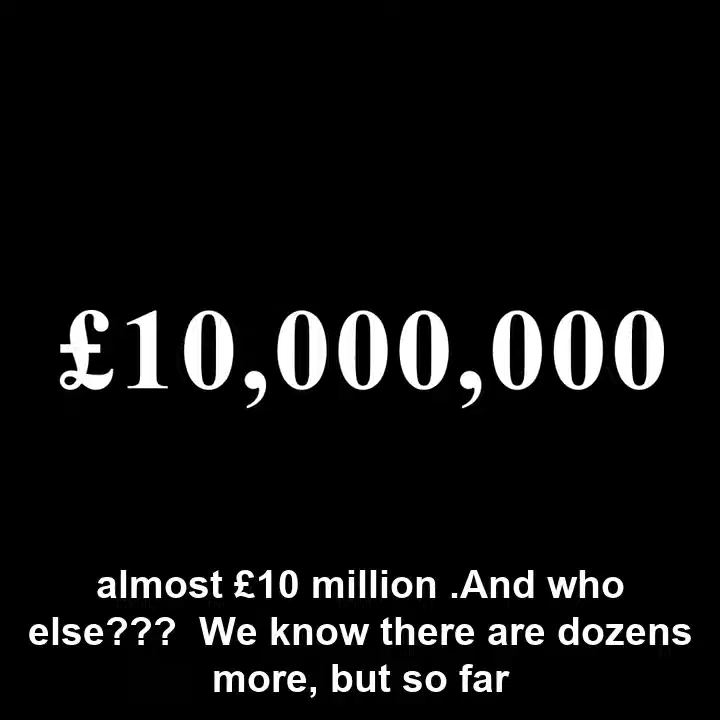 £10,000,000
almost £10 million .And who
else???  We know there are dozens
more, but so far